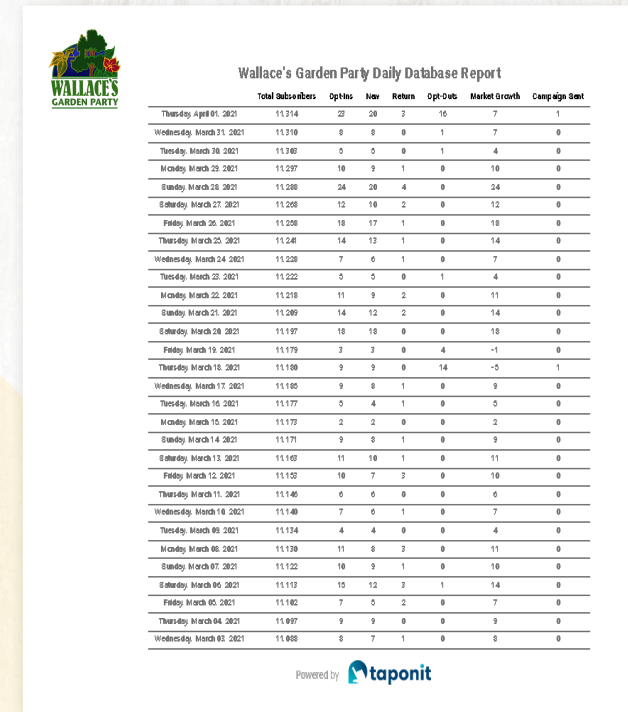 WALLACE'S
GARDEN PARTY
Wallace's Garden Party Daily Database Report
Total Subscribers Opt-Ins New Return Opt-Outs Market Growth Campaign Sent
Thursday, April 01, 2021 11,314 23 20 3 16 7 1
Wednesday, March 31, 2021 11,310 8 8 0 1 7 0
Tuesday, March 30, 2021 11,303 5 5 0 1 4 0
Monday, March 29, 2021 11,297 10 9 1 0 10 0
Sunday, March 28, 2021 11,288 24 20 4 0 24 0
Saturday, March 27, 2021 11,268 12 10 2 0 12 0
Friday, March 26, 2021 11,258 18 17 1 0 18 0
Thursday, March 25, 2021 11,241 14 13 1 0 14 0
Wednesday, March 24, 2021 11,228 7 6 1 0 7 0
Tuesday, March 23, 2021 11,222 5 5 0 1 4 0
Monday, March 22, 2021 11,218 11 9 2 0 11 0
Sunday, March 21, 2021 11,209 14 12 2 0 14 0
Saturday, March 20, 2021 11,197 18 18 0 0 18 0
Friday, March 19, 2021 11,179 3 3 0 4 -1 0
Thursday, March 18, 2021 11,180 9 9 0 14 -5 1
Wednesday, March 17, 2021 11,185 9 8 1 0 9 0
Tuesday, March 16, 2021 11,177 5 4 1 0 5 0
Monday, March 15, 2021 11,173 2 2 0 0 2 0
Sunday, March 14, 2021 11,171 9 8 1 0 9 0
Saturday, March 13, 2021 11,163 11 10 1 0 11 0
Friday, March 12, 2021 11,153 10 7 3 0 10 0
Thursday, March 11, 2021 11,146 6 6 0 0 6 0
Wednesday, March 10, 2021 11,140 7 6 1 0 7 0
Tuesday, March 09, 2021 11,134 4 4 0 0 4 0
Monday, March 08, 2021 11,130 11 8 3 0 11 0
Sunday, March 07, 2021 11,122 10 9 1 0 10 0
Saturday, March 06, 2021 11,113 15 12 3 1 14 0
Friday, March 05, 2021 11,102 7 5 2 0 7 0
Thursday, March 04, 2021 11,097 9 9 0 0 9 0
Wednesday, March 03, 2021 11,088 8 7 1 0 8 0
Powered by taponit